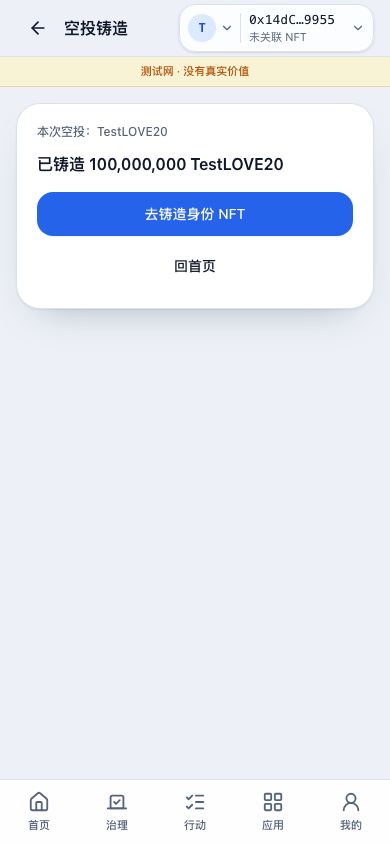 空投铸造
T
0x14dC…9955
未关联 NFT
测试网 · 没有真实价值
本次空投：TestLOVE20
已铸造 100,000,000 TestLOVE20
去铸造身份 NFT
回首页
首页
治理
行动
应用
我的